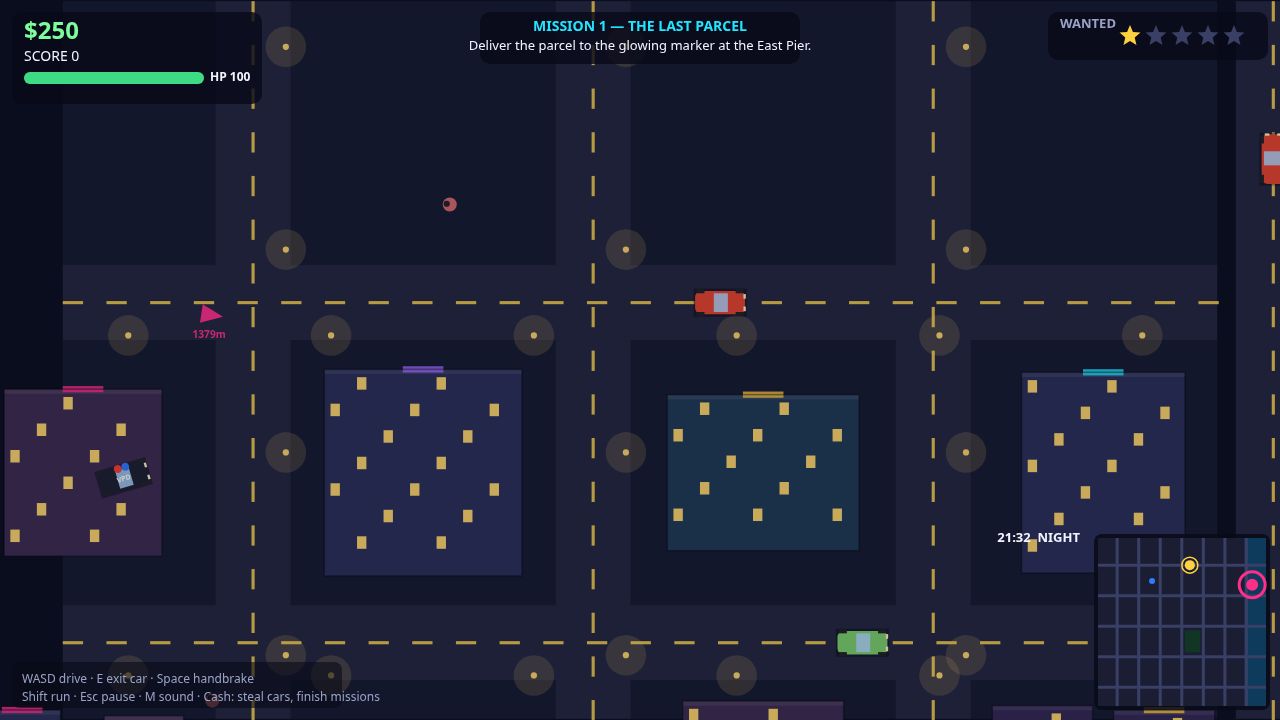 $250
SCORE 0
HP 100
MISSION 1 — THE LAST PARCEL
Deliver the parcel to the glowing marker at the East Pier.
WANTED
1379m
VPD
21:32 NIGHT
WASD drive · E exit car · Space handbrake
Shift run · Esc pause · M sound · Cash: steal cars, finish missions